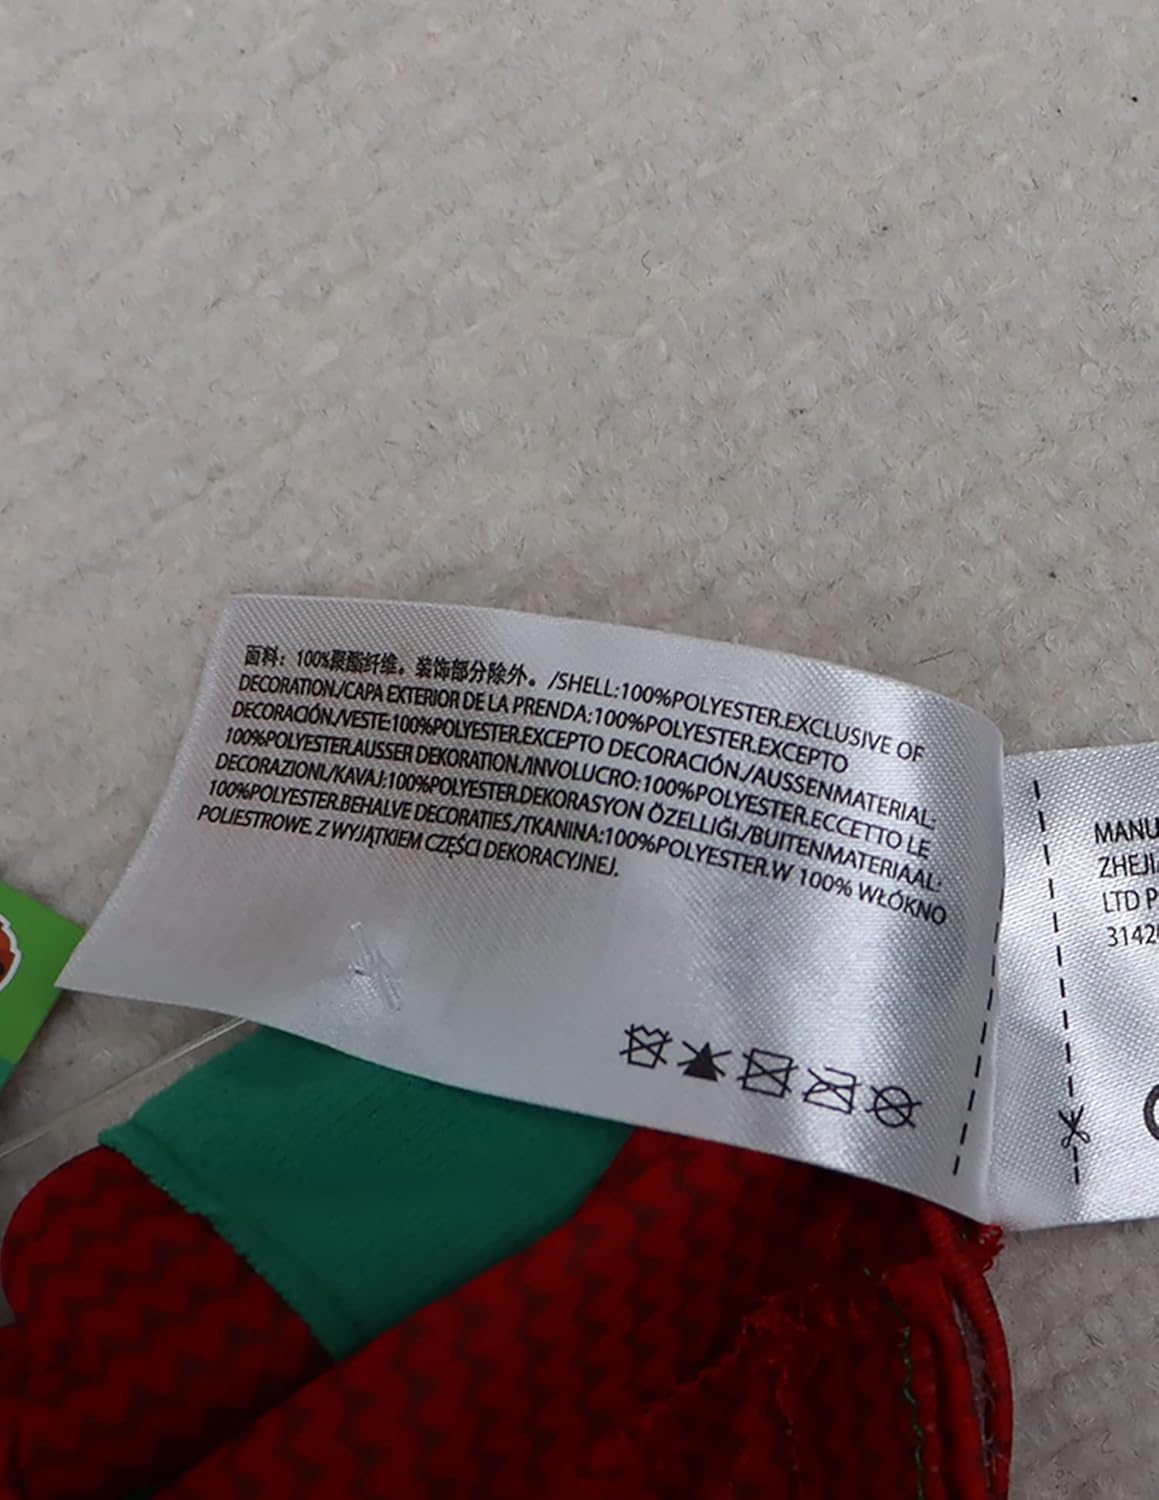 面料：100%聚酯纤维。装饰部分除外。/SHELL:100%POLYESTER.EXCLUSIVE OF
DECORATION./CAPA EXTERIOR DE LA PRENDA:100%POLYESTER.EXCEPTO
DECORACIÓN./VESTE:100%POLYESTER.EXCEPTO DECORACIÓN./AUSSENMATERIAL:
100%POLYESTER.AUSSER DEKORATION./INVOLUCRO:100%POLYESTER.ECCETTO LE
DECORAZIONI./KAVAJ:100%POLYESTER.DEKORASYON ÖZELLIĞI./BUITENMATERIAAL:
100%POLYESTER.BEHALVE DECORATIES./TKANINA:100%POLYESTER.W 100% WŁÓKNO
POLIESTROWE. Z WYJĄTKIEM CZĘŚCI DEKORACYJNEJ.
MANU
ZHEJI
LTD P
3142